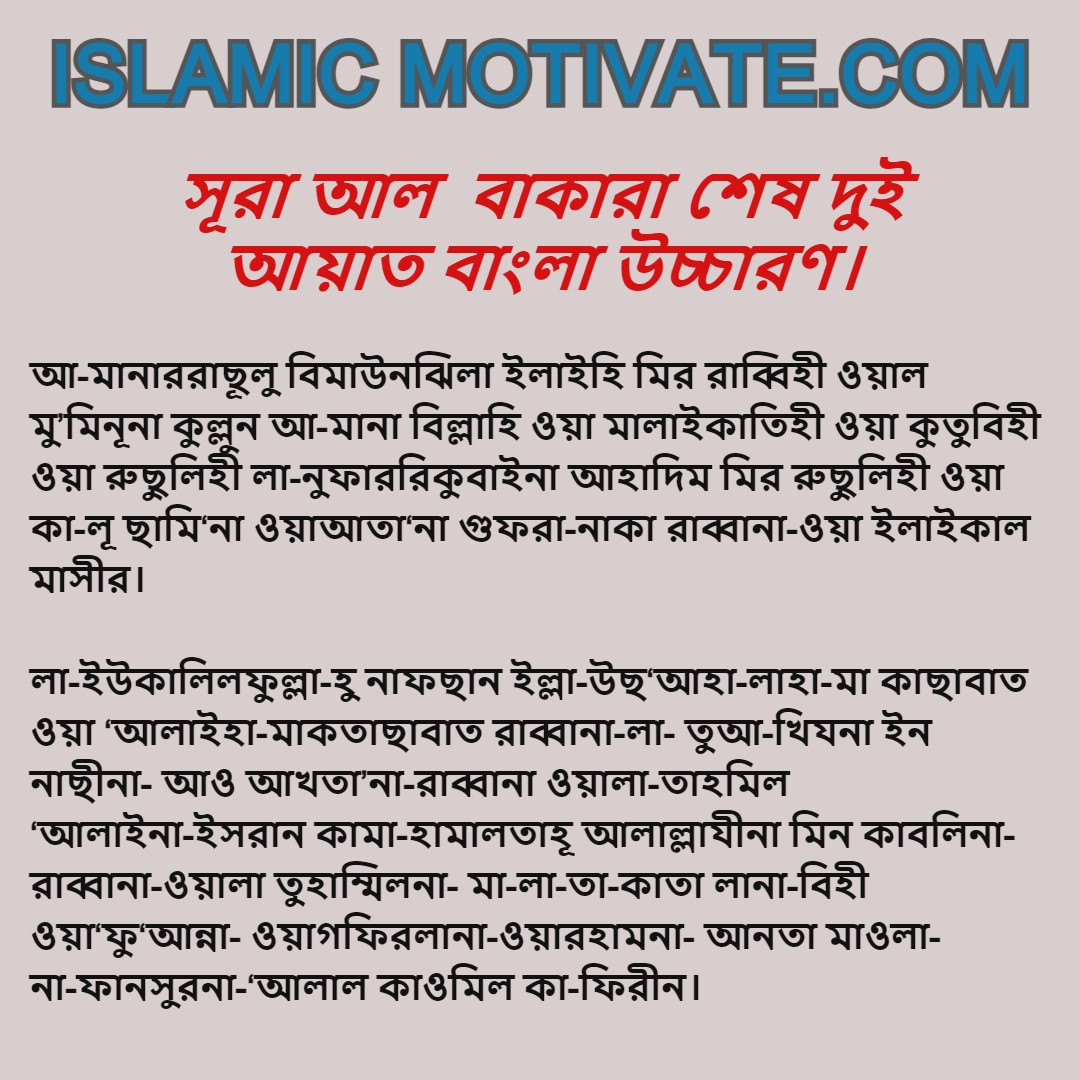 ISLAMIC MOTIVATE.COM
সূরা আল বাকারা শেষ দুই
আয়াত বাংলা উচ্চারণ।
আ-মানাররাছূলু বিমাউনঝিলা ইলাইহি মির রাব্বিহী ওয়াল
মু’মিনূনা কুল্লুন আ-মানা বিল্লাহি ওয়া মালাইকাতিহী ওয়া কুতুবিহী
ওয়া রুছুলিহী লা-নুফাররিকুবাইনা আহাদিম মির রুছুলিহী ওয়া
কা-লূ ছামি‘না ওয়াআতা‘না গুফরা-নাকা রাব্বানা-ওয়া ইলাইকাল
মাসীর।
লা-ইউকালিলফুল্লা-হু নাফছান ইল্লা-উছ‘আহা-লাহা-মা কাছাবাত
ওয়া ‘আলাইহা-মাকতাছাবাত রাব্বানা-লা- তুআ-খিযনা ইন
নাছীনা- আও আখতা’না-রাব্বানা ওয়ালা-তাহমিল
‘আলাইনা-ইসরান কামা-হামালতাহূ আলাল্লাযীনা মিন কাবলিনা-
রাব্বানা-ওয়ালা তুহাম্মিলনা- মা-লা-তা-কাতা লানা-বিহী
ওয়া‘ফু‘আন্না- ওয়াগফিরলানা-ওয়ারহামনা- আনতা মাওলা-
না-ফানসুরনা-‘আলাল কাওমিল কা-ফিরীন।